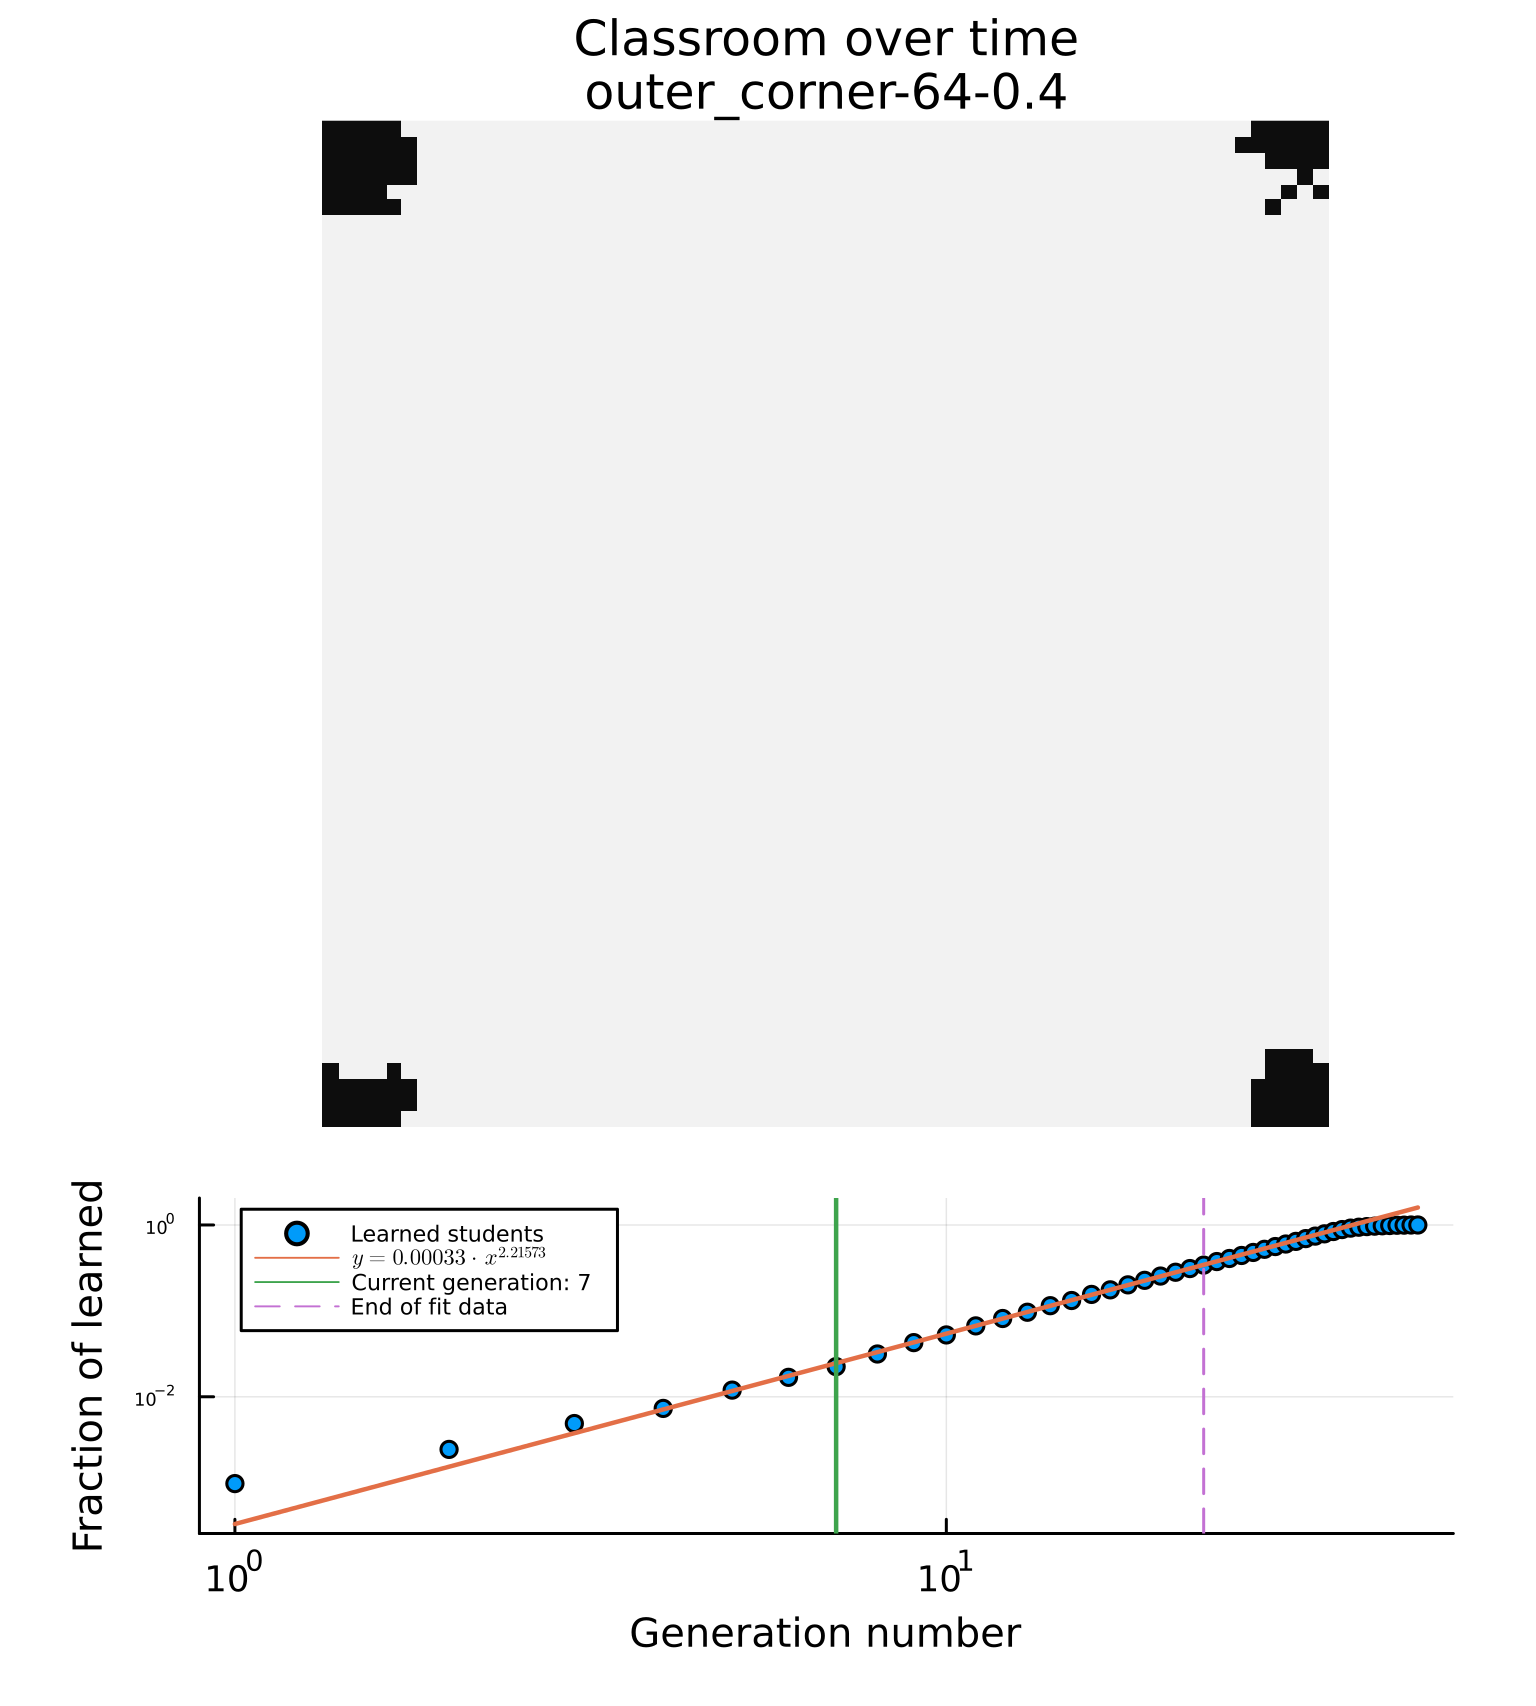 Classroom over time
outer_corner-64-0.4
Fraction of learned
10⁰
10⁻²
Learned students
y = 0.00033 · x^2.21573
Current generation: 7
End of fit data
10⁰
10¹
Generation number